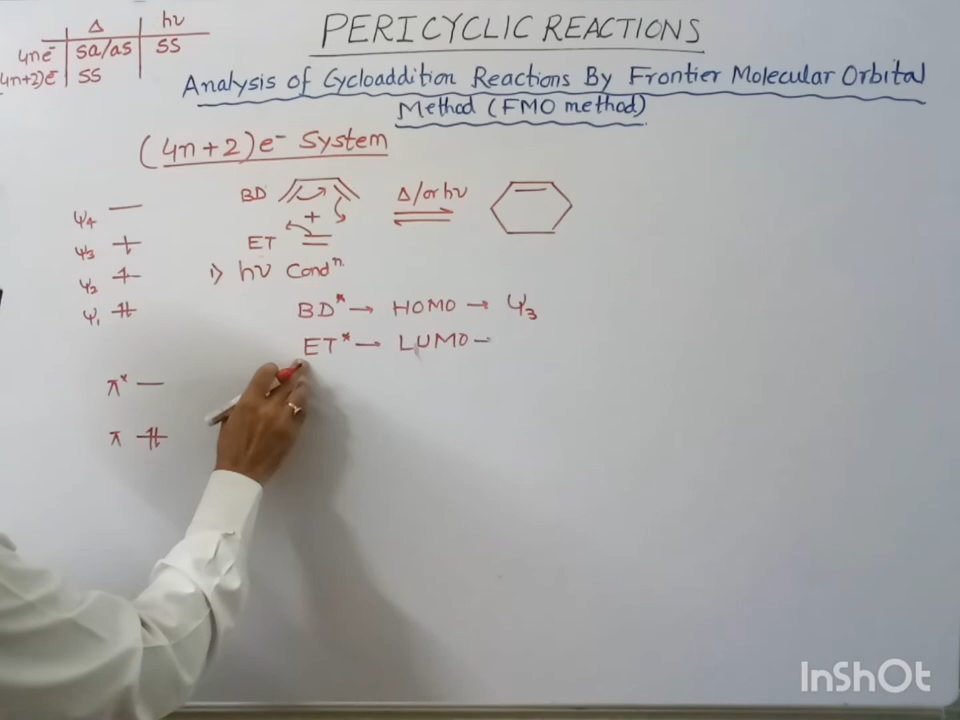 Δ hν
4ne⁻ sa/as ss
(4n+2)e⁻ ss
PERICYCLIC REACTIONS
Analysis of Cycloaddition Reactions By Frontier Molecular Orbital
Method (FMO method)
(4n+2)e⁻ System
BD Δ/or hν
+
ET
1) hν Condⁿ.
BD* → HOMO → ψ₃
ET* → LUMO –
ψ₄
ψ₃
ψ₂
ψ₁
π*
π
InShOt